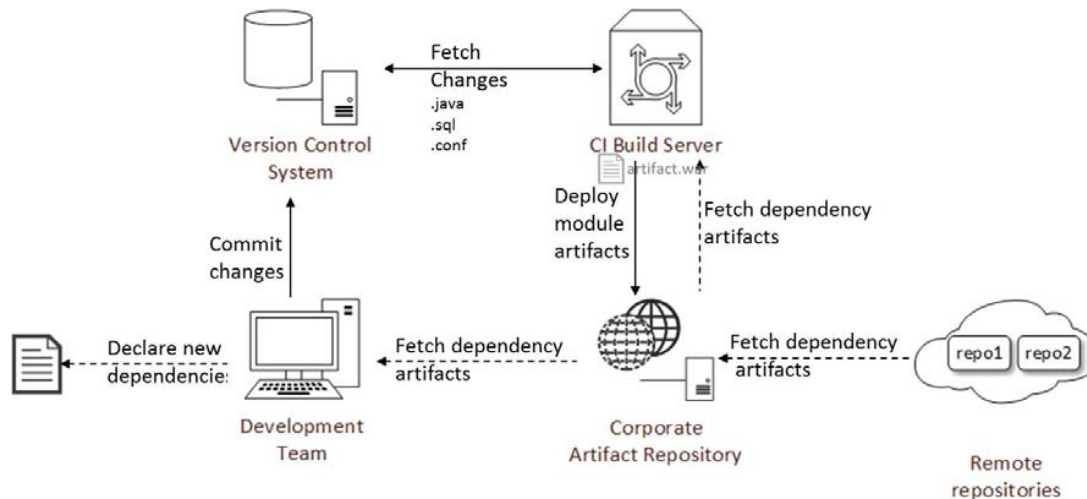 Fetch
Changes
.java
.sql
.conf
Version Control
System
CI Build Server
artifact.war
Deploy
module
artifacts
Fetch dependency
artifacts
Commit
changes
Declare new
dependencies
Fetch dependency
artifacts
Fetch dependency
artifacts
repo1
repo2
Development
Team
Corporate
Artifact Repository
Remote
repositories